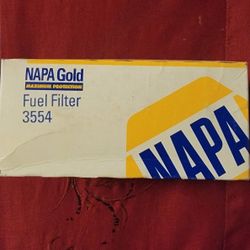 NAPA Gold
MAXIMUM PROTECTION
Fuel Filter
3554
NAPA